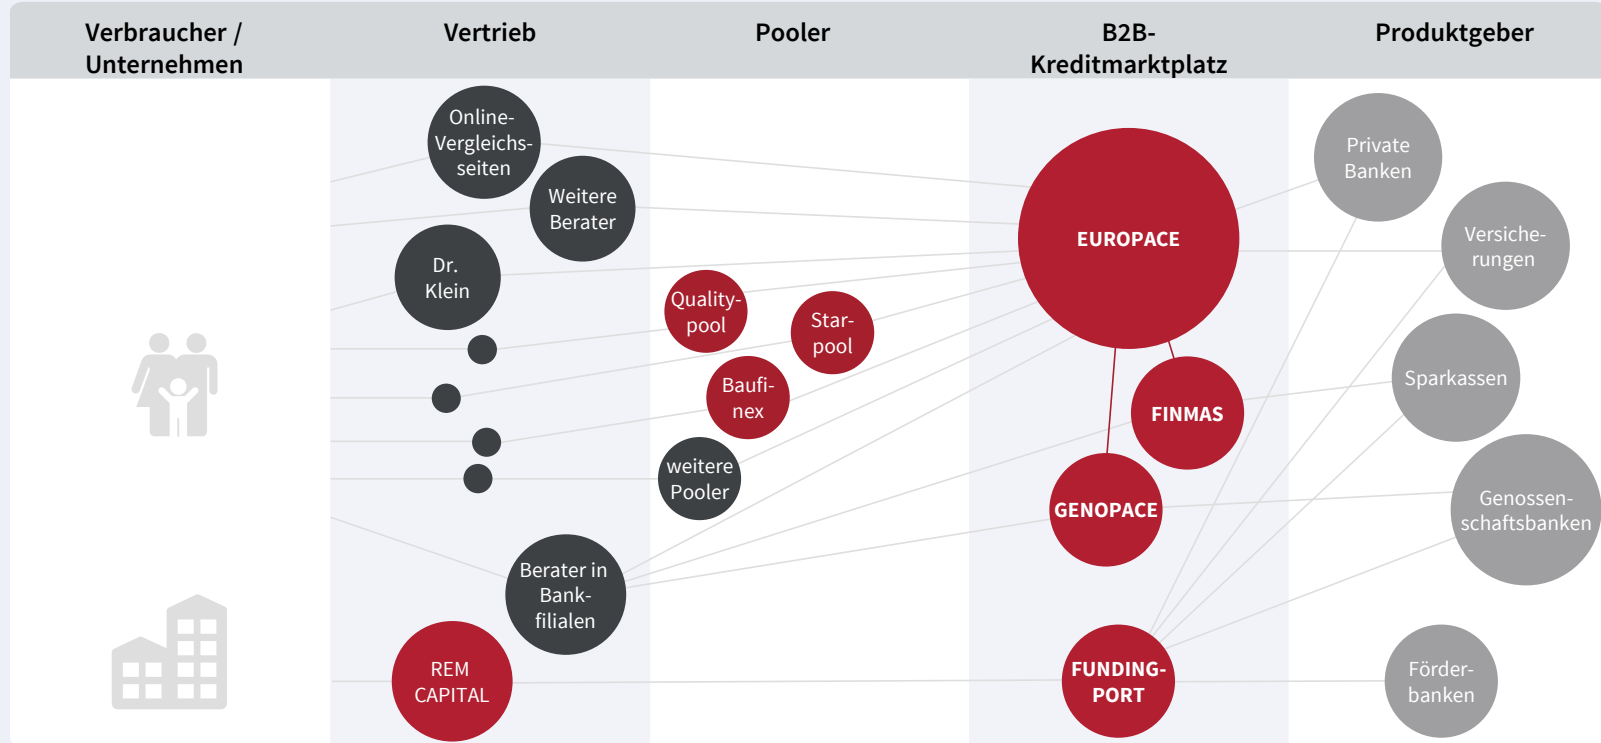 Verbraucher /
Unternehmen
Vertrieb
Pooler
B2B-
Kreditmarktplatz
Produktgeber
Online-
Vergleichs-
seiten
Weitere
Berater
Dr.
Klein
Berater in
Bank-
filialen
REM
CAPITAL
Quality-
pool
Star-
pool
Baufi-
nex
weitere
Pooler
EUROPACE
FINMAS
GENOPACE
FUNDING-
PORT
Private
Banken
Versiche-
rungen
Sparkassen
Genossen-
schaftsbanken
Förder-
banken